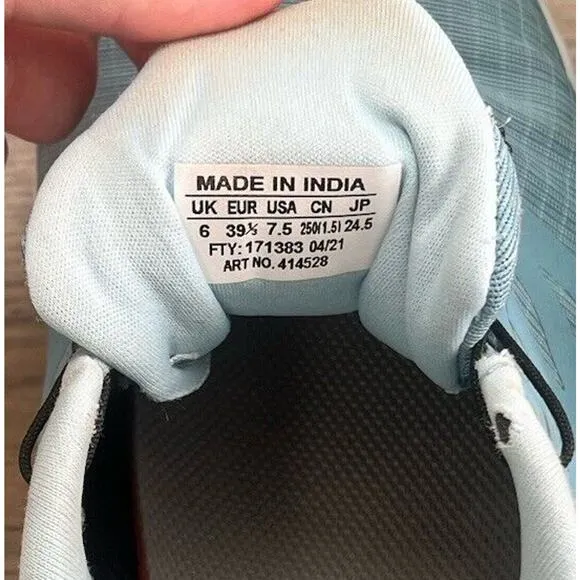 MADE IN INDIA
UK EUR USA CN JP
6 39⅓ 7.5 250(1.5) 24.5
FTY: 171383 04/21
ART NO. 414528